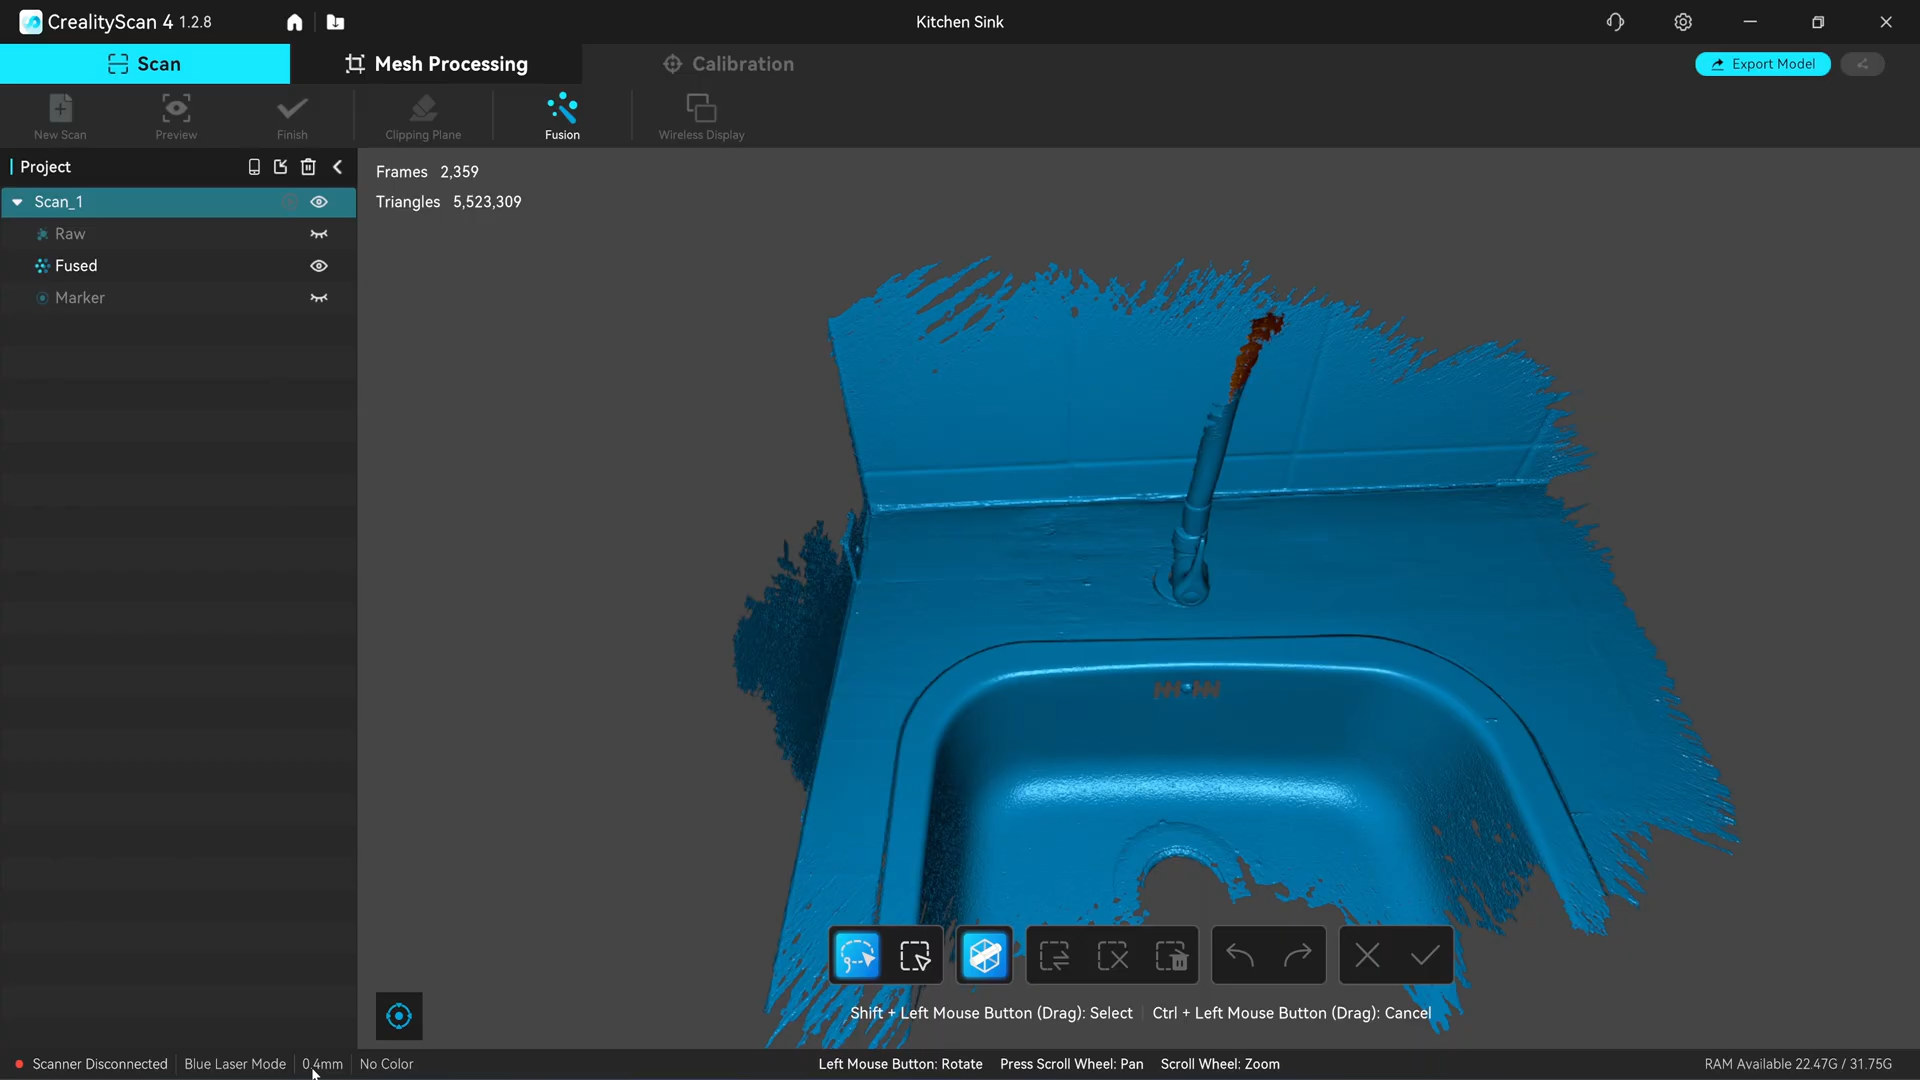 CrealityScan 4 1.2.8
Kitchen Sink
Scan
Mesh Processing
Calibration
Export Model
New Scan
Preview
Finish
Clipping Plane
Fusion
Wireless Display
Project
Frames 2,359
Scan_1
Triangles 5,523,309
Raw
Fused
Marker
Shift + Left Mouse Button (Drag): Select
Ctrl + Left Mouse Button (Drag): Cancel
Scanner Disconnected
Blue Laser Mode
0.4mm
No Color
Left Mouse Button: Rotate
Press Scroll Wheel: Pan
Scroll Wheel: Zoom
RAM Available 22.47G / 31.75G